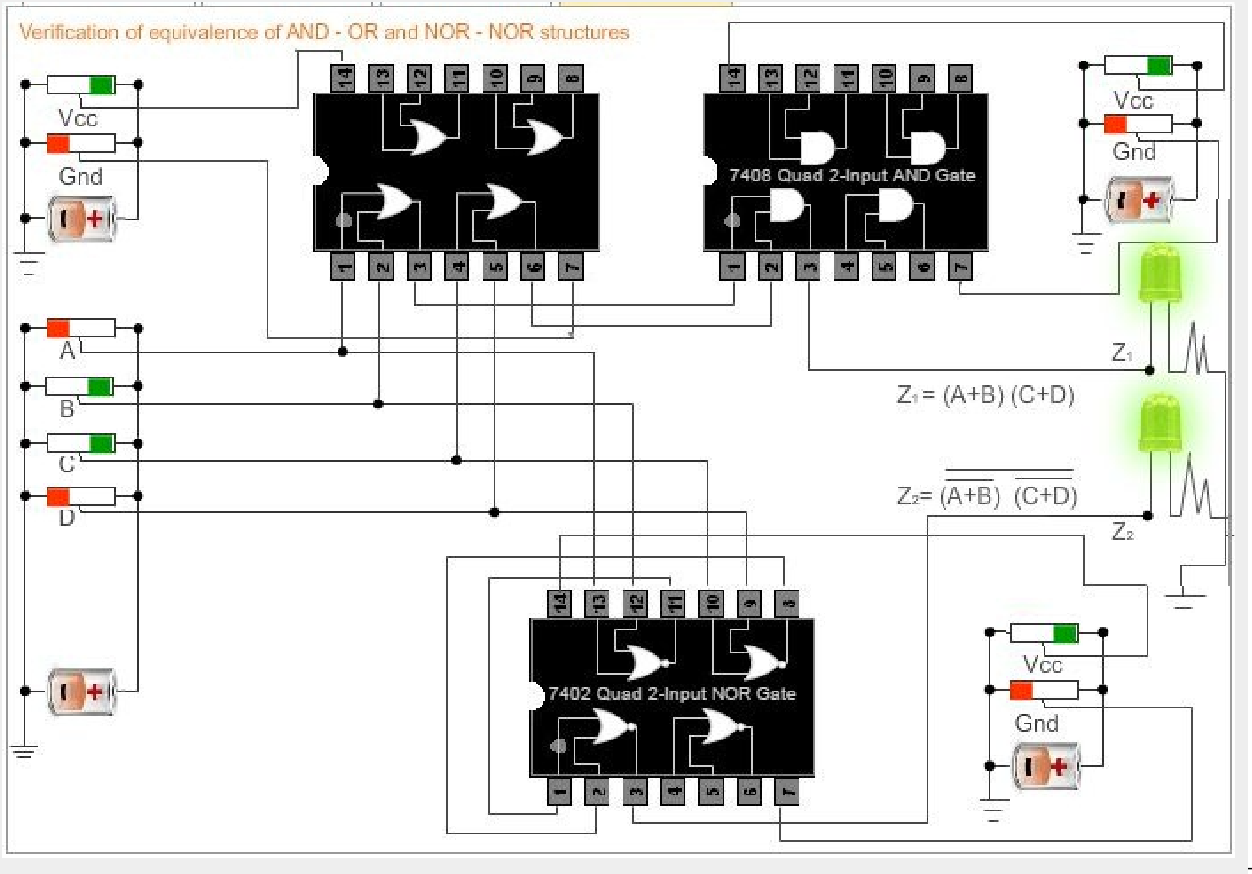 Verification of equivalence of AND - OR and NOR - NOR structures
14 13 12 11 10 9 8
14 13 12 11 10 9 8
Vcc
Vcc
Gnd
Gnd
7408 Quad 2-Input AND Gate
1 2 3 4 5 6 7
1 2 3 4 5 6 7
A
Z1
B
Z1= (A+B) (C+D)
C
D
Z2= (A+B) (C+D)
Z2
14 13 12 11 10 9 8
Vcc
7402 Quad 2-Input NOR Gate
Gnd
1 2 3 4 5 6 7